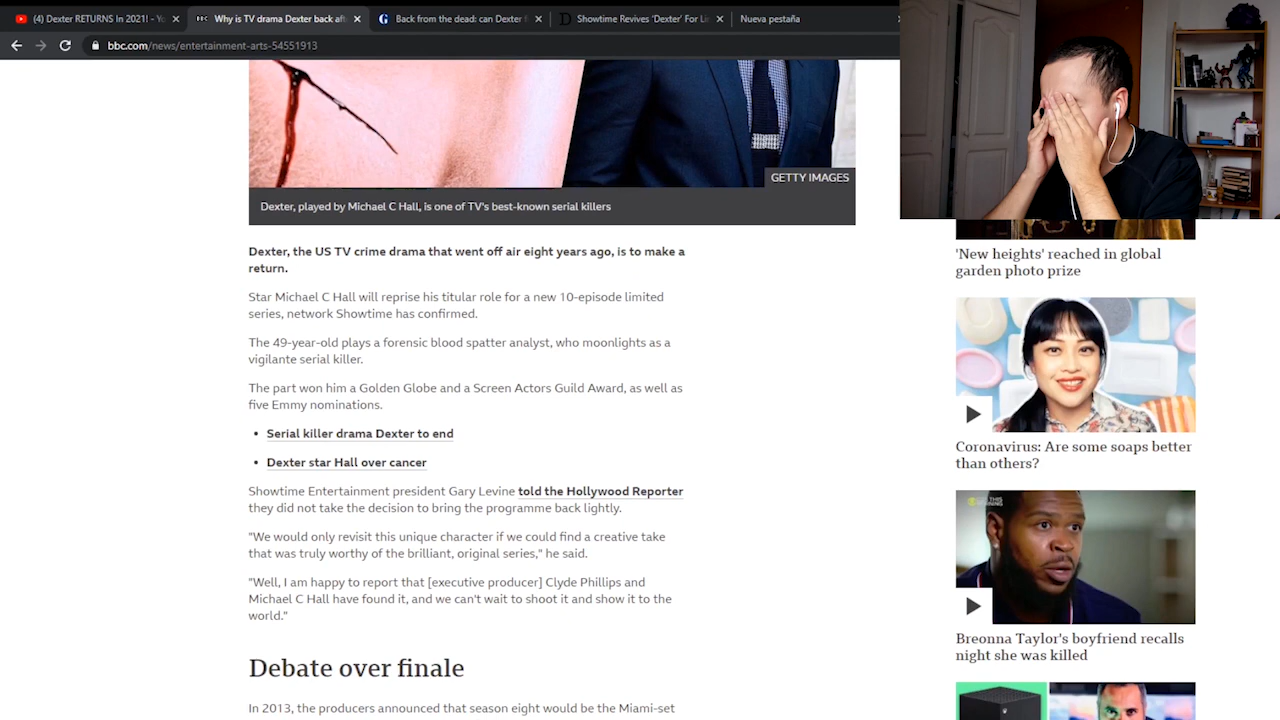 (4) Dexter RETURNS In 2021! - Yo
Why is TV drama Dexter back aft
Back from the dead: can Dexter f
Showtime Revives 'Dexter' For Lim
Nueva pestaña
bbc.com/news/entertainment-arts-54551913
GETTY IMAGES
Dexter, played by Michael C Hall, is one of TV's best-known serial killers
Dexter, the US TV crime drama that went off air eight years ago, is to make a
return.
Star Michael C Hall will reprise his titular role for a new 10-episode limited
series, network Showtime has confirmed.
The 49-year-old plays a forensic blood spatter analyst, who moonlights as a
vigilante serial killer.
The part won him a Golden Globe and a Screen Actors Guild Award, as well as
five Emmy nominations.
• Serial killer drama Dexter to end
• Dexter star Hall over cancer
Showtime Entertainment president Gary Levine told the Hollywood Reporter
they did not take the decision to bring the programme back lightly.
"We would only revisit this unique character if we could find a creative take
that was truly worthy of the brilliant, original series," he said.
"Well, I am happy to report that [executive producer] Clyde Phillips and
Michael C Hall have found it, and we can't wait to shoot it and show it to the
world."
Debate over finale
In 2013, the producers announced that season eight would be the Miami-set
'New heights' reached in global
garden photo prize
Coronavirus: Are some soaps better
than others?
Breonna Taylor's boyfriend recalls
night she was killed